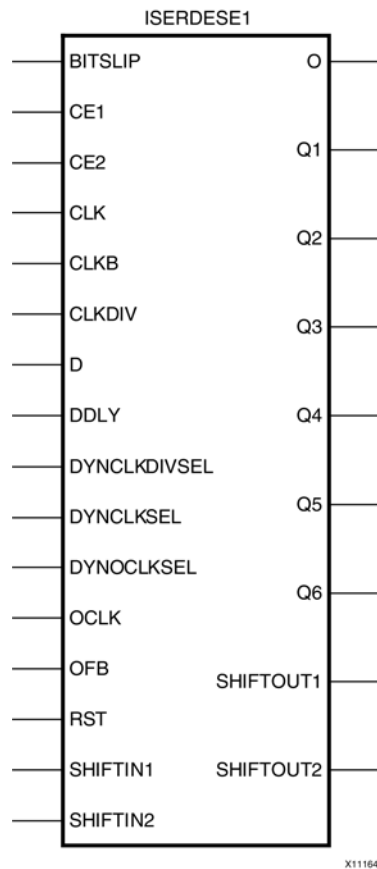 ISERDESE1
BITSLIP
O
CE1
Q1
CE2
CLK
Q2
CLKB
CLKDIV
Q3
D
DDLY
Q4
DYNCLKDIVSEL
Q5
DYNCLKSEL
DYNOCLKSEL
Q6
OCLK
OFB
SHIFTOUT1
RST
SHIFTIN1
SHIFTOUT2
SHIFTIN2
X11164